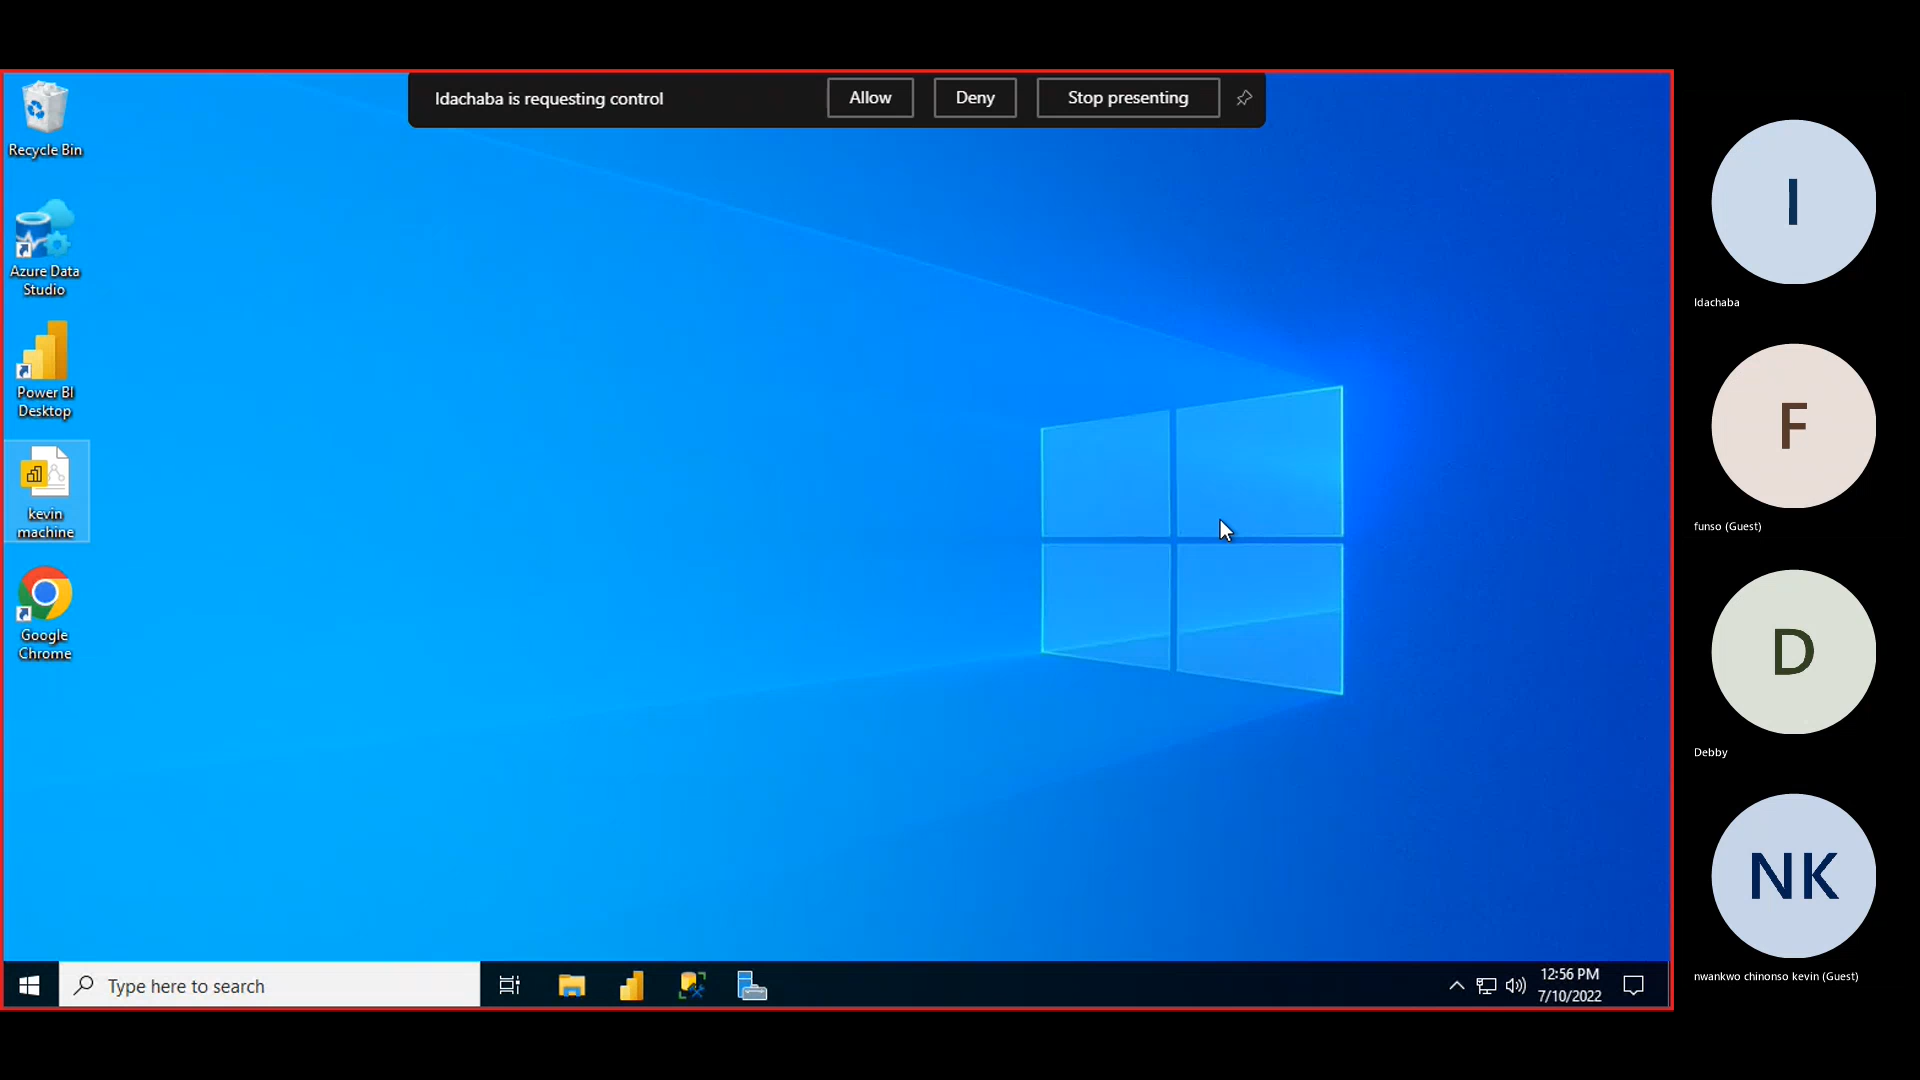 Idachaba is requesting control
Allow
Deny
Stop presenting
Recycle Bin
Azure Data
Studio
Power BI
Desktop
kevin
machine
Google
Chrome
I
Idachaba
F
funso (Guest)
D
Debby
NK
nwankwo chinonso kevin (Guest)
Type here to search
12:56 PM
7/10/2022